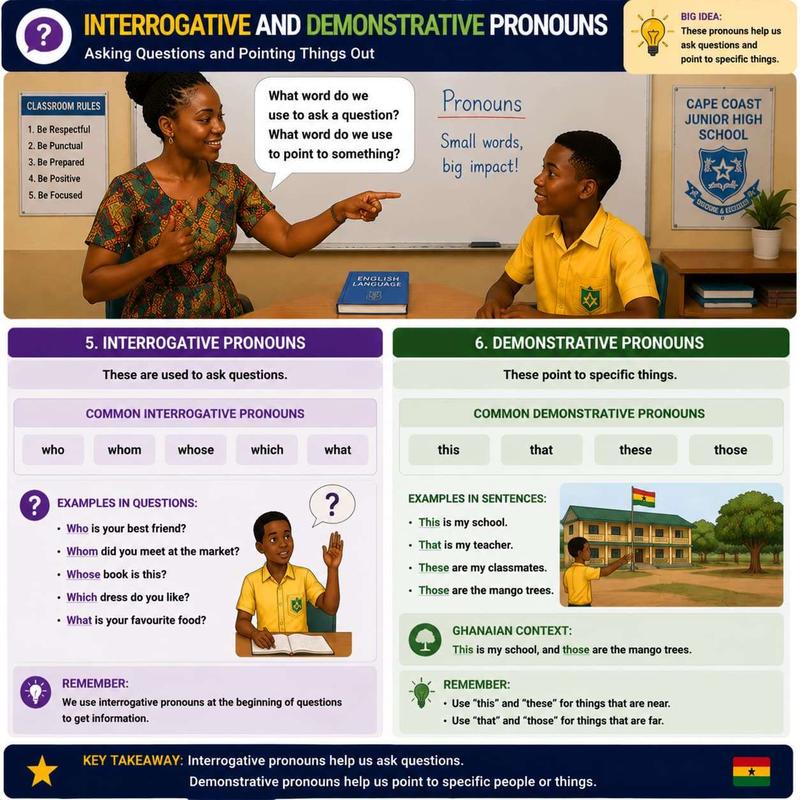 ?
INTERROGATIVE AND DEMONSTRATIVE PRONOUNS
Asking Questions and Pointing Things Out
BIG IDEA:
These pronouns help us
ask questions and
point to specific things.
CLASSROOM RULES
1. Be Respectful
2. Be Punctual
3. Be Prepared
4. Be Positive
5. Be Focused
What word do we
use to ask a question?
What word do we use
to point to something?
Pronouns
Small words,
big impact!
CAPE COAST
JUNIOR HIGH
SCHOOL
ENGLISH
LANGUAGE
5. INTERROGATIVE PRONOUNS
These are used to ask questions.
COMMON INTERROGATIVE PRONOUNS
who whom whose which what
?
EXAMPLES IN QUESTIONS:
• Who is your best friend?
• Whom did you meet at the market?
• Whose book is this?
• Which dress do you like?
• What is your favourite food?
?
REMEMBER:
We use interrogative pronouns at the beginning of questions
to get information.
6. DEMONSTRATIVE PRONOUNS
These point to specific things.
COMMON DEMONSTRATIVE PRONOUNS
this that these those
EXAMPLES IN SENTENCES:
• This is my school.
• That is my teacher.
• These are my classmates.
• Those are the mango trees.
GHANAIAN CONTEXT:
This is my school, and those are the mango trees.
REMEMBER:
• Use "this" and "these" for things that are near.
• Use "that" and "those" for things that are far.
KEY TAKEAWAY: Interrogative pronouns help us ask questions.
Demonstrative pronouns help us point to specific people or things.